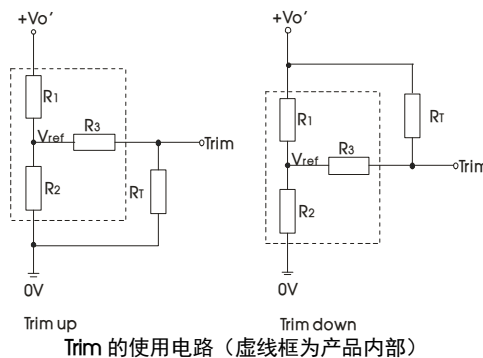 +Vo′
R1
Vref
R3
Trim
R2
RT
0V
Trim up
+Vo′
R1
RT
Vref
R3
Trim
R2
0V
Trim down
Trim 的使用电路（虚线框为产品内部）